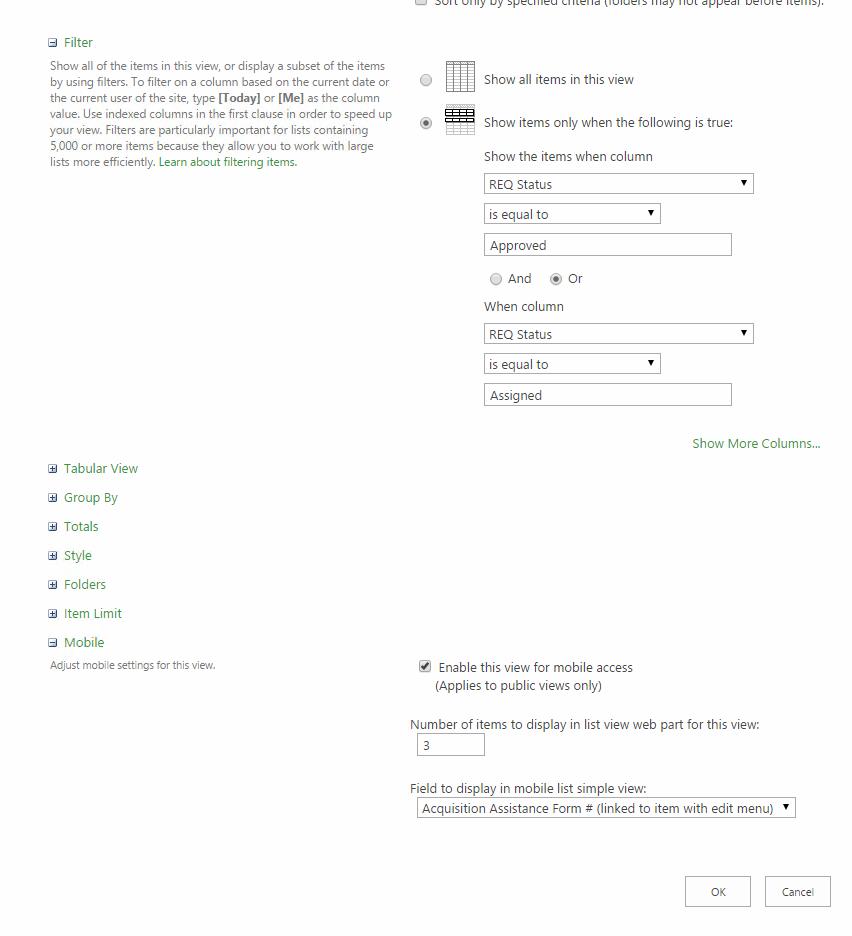 Sort only by specified criteria (folders may not appear before items).
Filter
Show all of the items in this view, or display a subset of the items
by using filters. To filter on a column based on the current date or
the current user of the site, type [Today] or [Me] as the column
value. Use indexed columns in the first clause in order to speed up
your view. Filters are particularly important for lists containing
5,000 or more items because they allow you to work with large
lists more efficiently. Learn about filtering items.
Show all items in this view
Show items only when the following is true:
Show the items when column
REQ Status
is equal to
Approved
And Or
When column
REQ Status
is equal to
Assigned
Show More Columns...
Tabular View
Group By
Totals
Style
Folders
Item Limit
Mobile
Adjust mobile settings for this view.
Enable this view for mobile access
(Applies to public views only)
Number of items to display in list view web part for this view:
3
Field to display in mobile list simple view:
Acquisition Assistance Form # (linked to item with edit menu)
OK Cancel